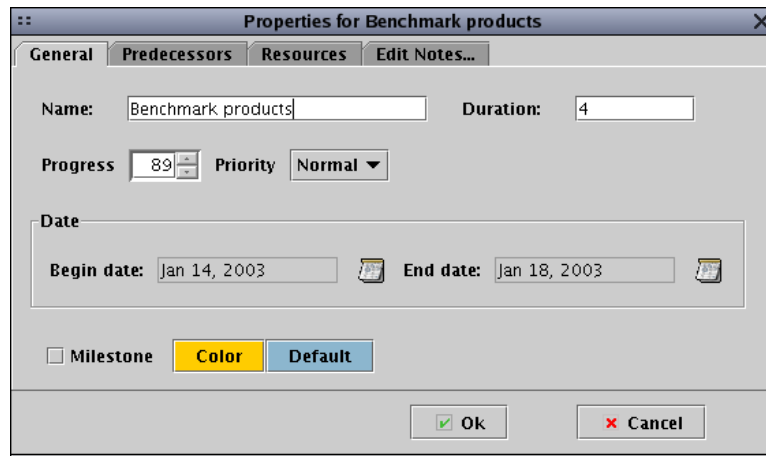 Properties for Benchmark products
General Predecessors Resources Edit Notes...
Name: Benchmark products Duration: 4
Progress 89 Priority Normal
Date
Begin date: Jan 14, 2003 End date: Jan 18, 2003
Milestone Color Default
Ok Cancel